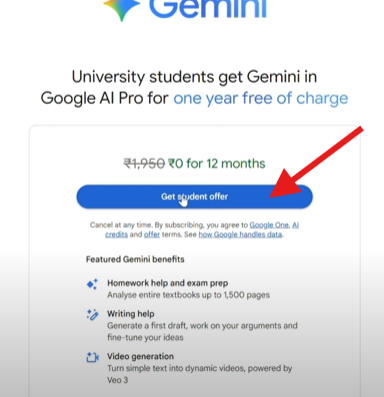 Gemini
University students get Gemini in
Google AI Pro for one year free of charge
₹1,950 ₹0 for 12 months
Get student offer
Cancel at any time. By subscribing, you agree to Google One, AI
credits and offer terms. See how Google handles data.
Featured Gemini benefits
Homework help and exam prep
Analyse entire textbooks up to 1,500 pages
Writing help
Generate a first draft, work on your arguments and
fine-tune your ideas
Video generation
Turn simple text into dynamic videos, powered by
Veo 3